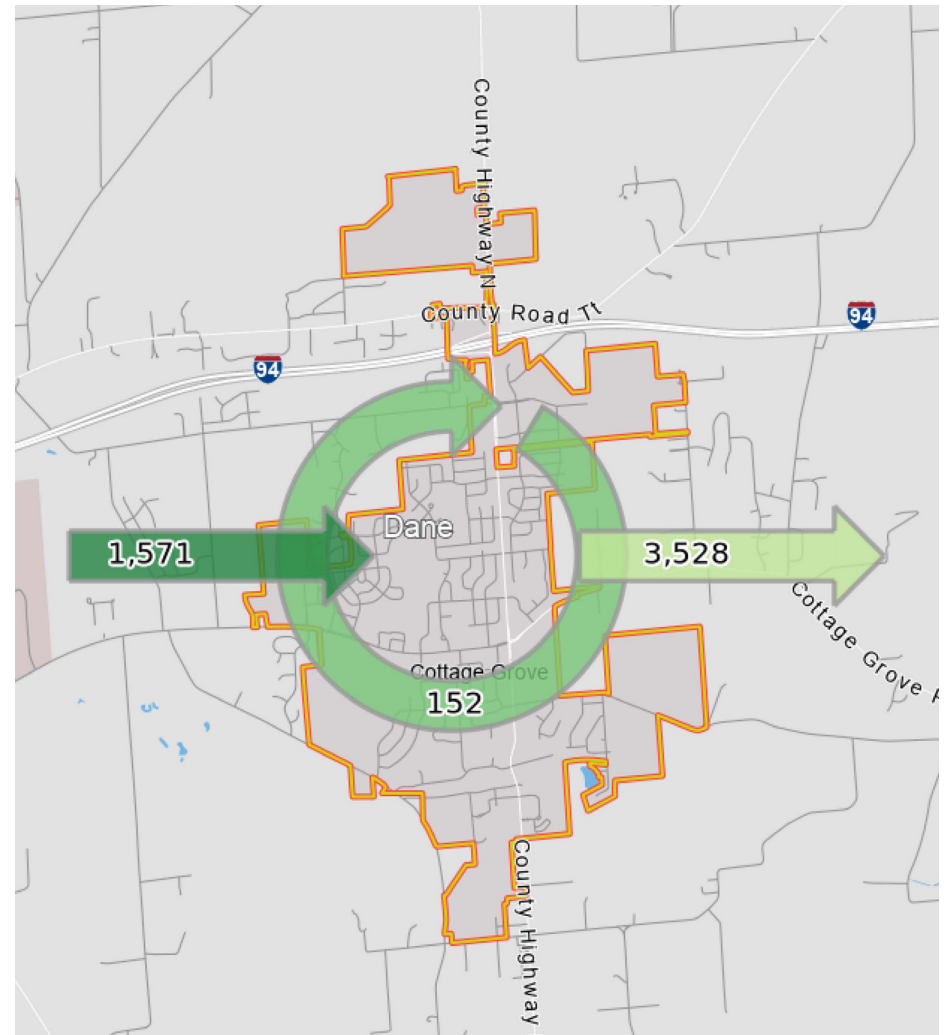 County Highway N
County Road Tt
94
94
Dane
1,571
3,528
Cottage Grove
152
Cottage Grove R
County Highway